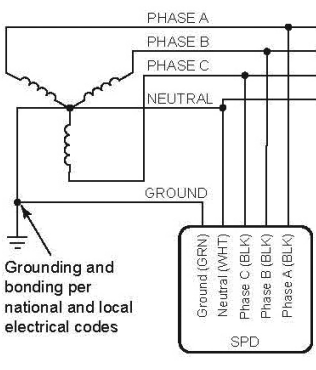 PHASE A
PHASE B
PHASE C
NEUTRAL
GROUND
Grounding and
bonding per
national and local
electrical codes
Ground (GRN)
Neutral (WHT)
Phase C (BLK)
Phase B (BLK)
Phase A (BLK)
SPD